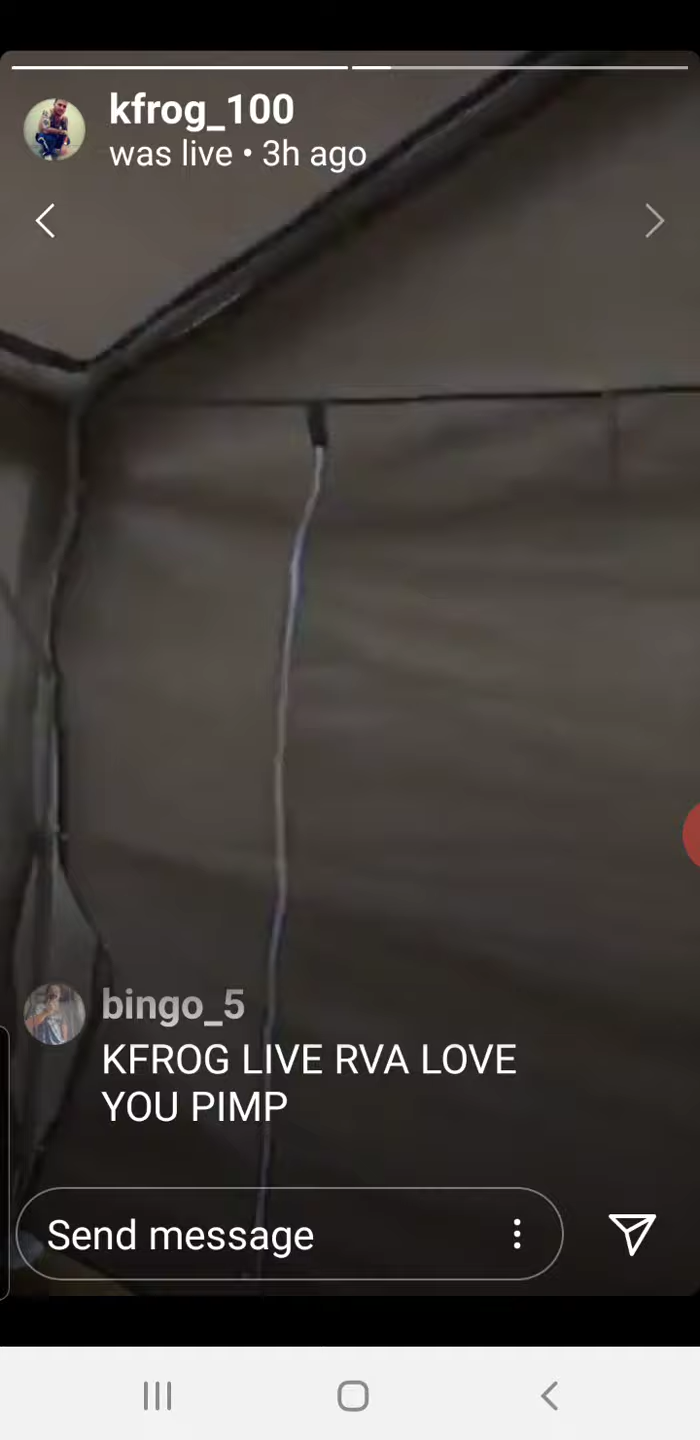 kfrog_100
was live • 3h ago
bingo_5
KFROG LIVE RVA LOVE
YOU PIMP
Send message